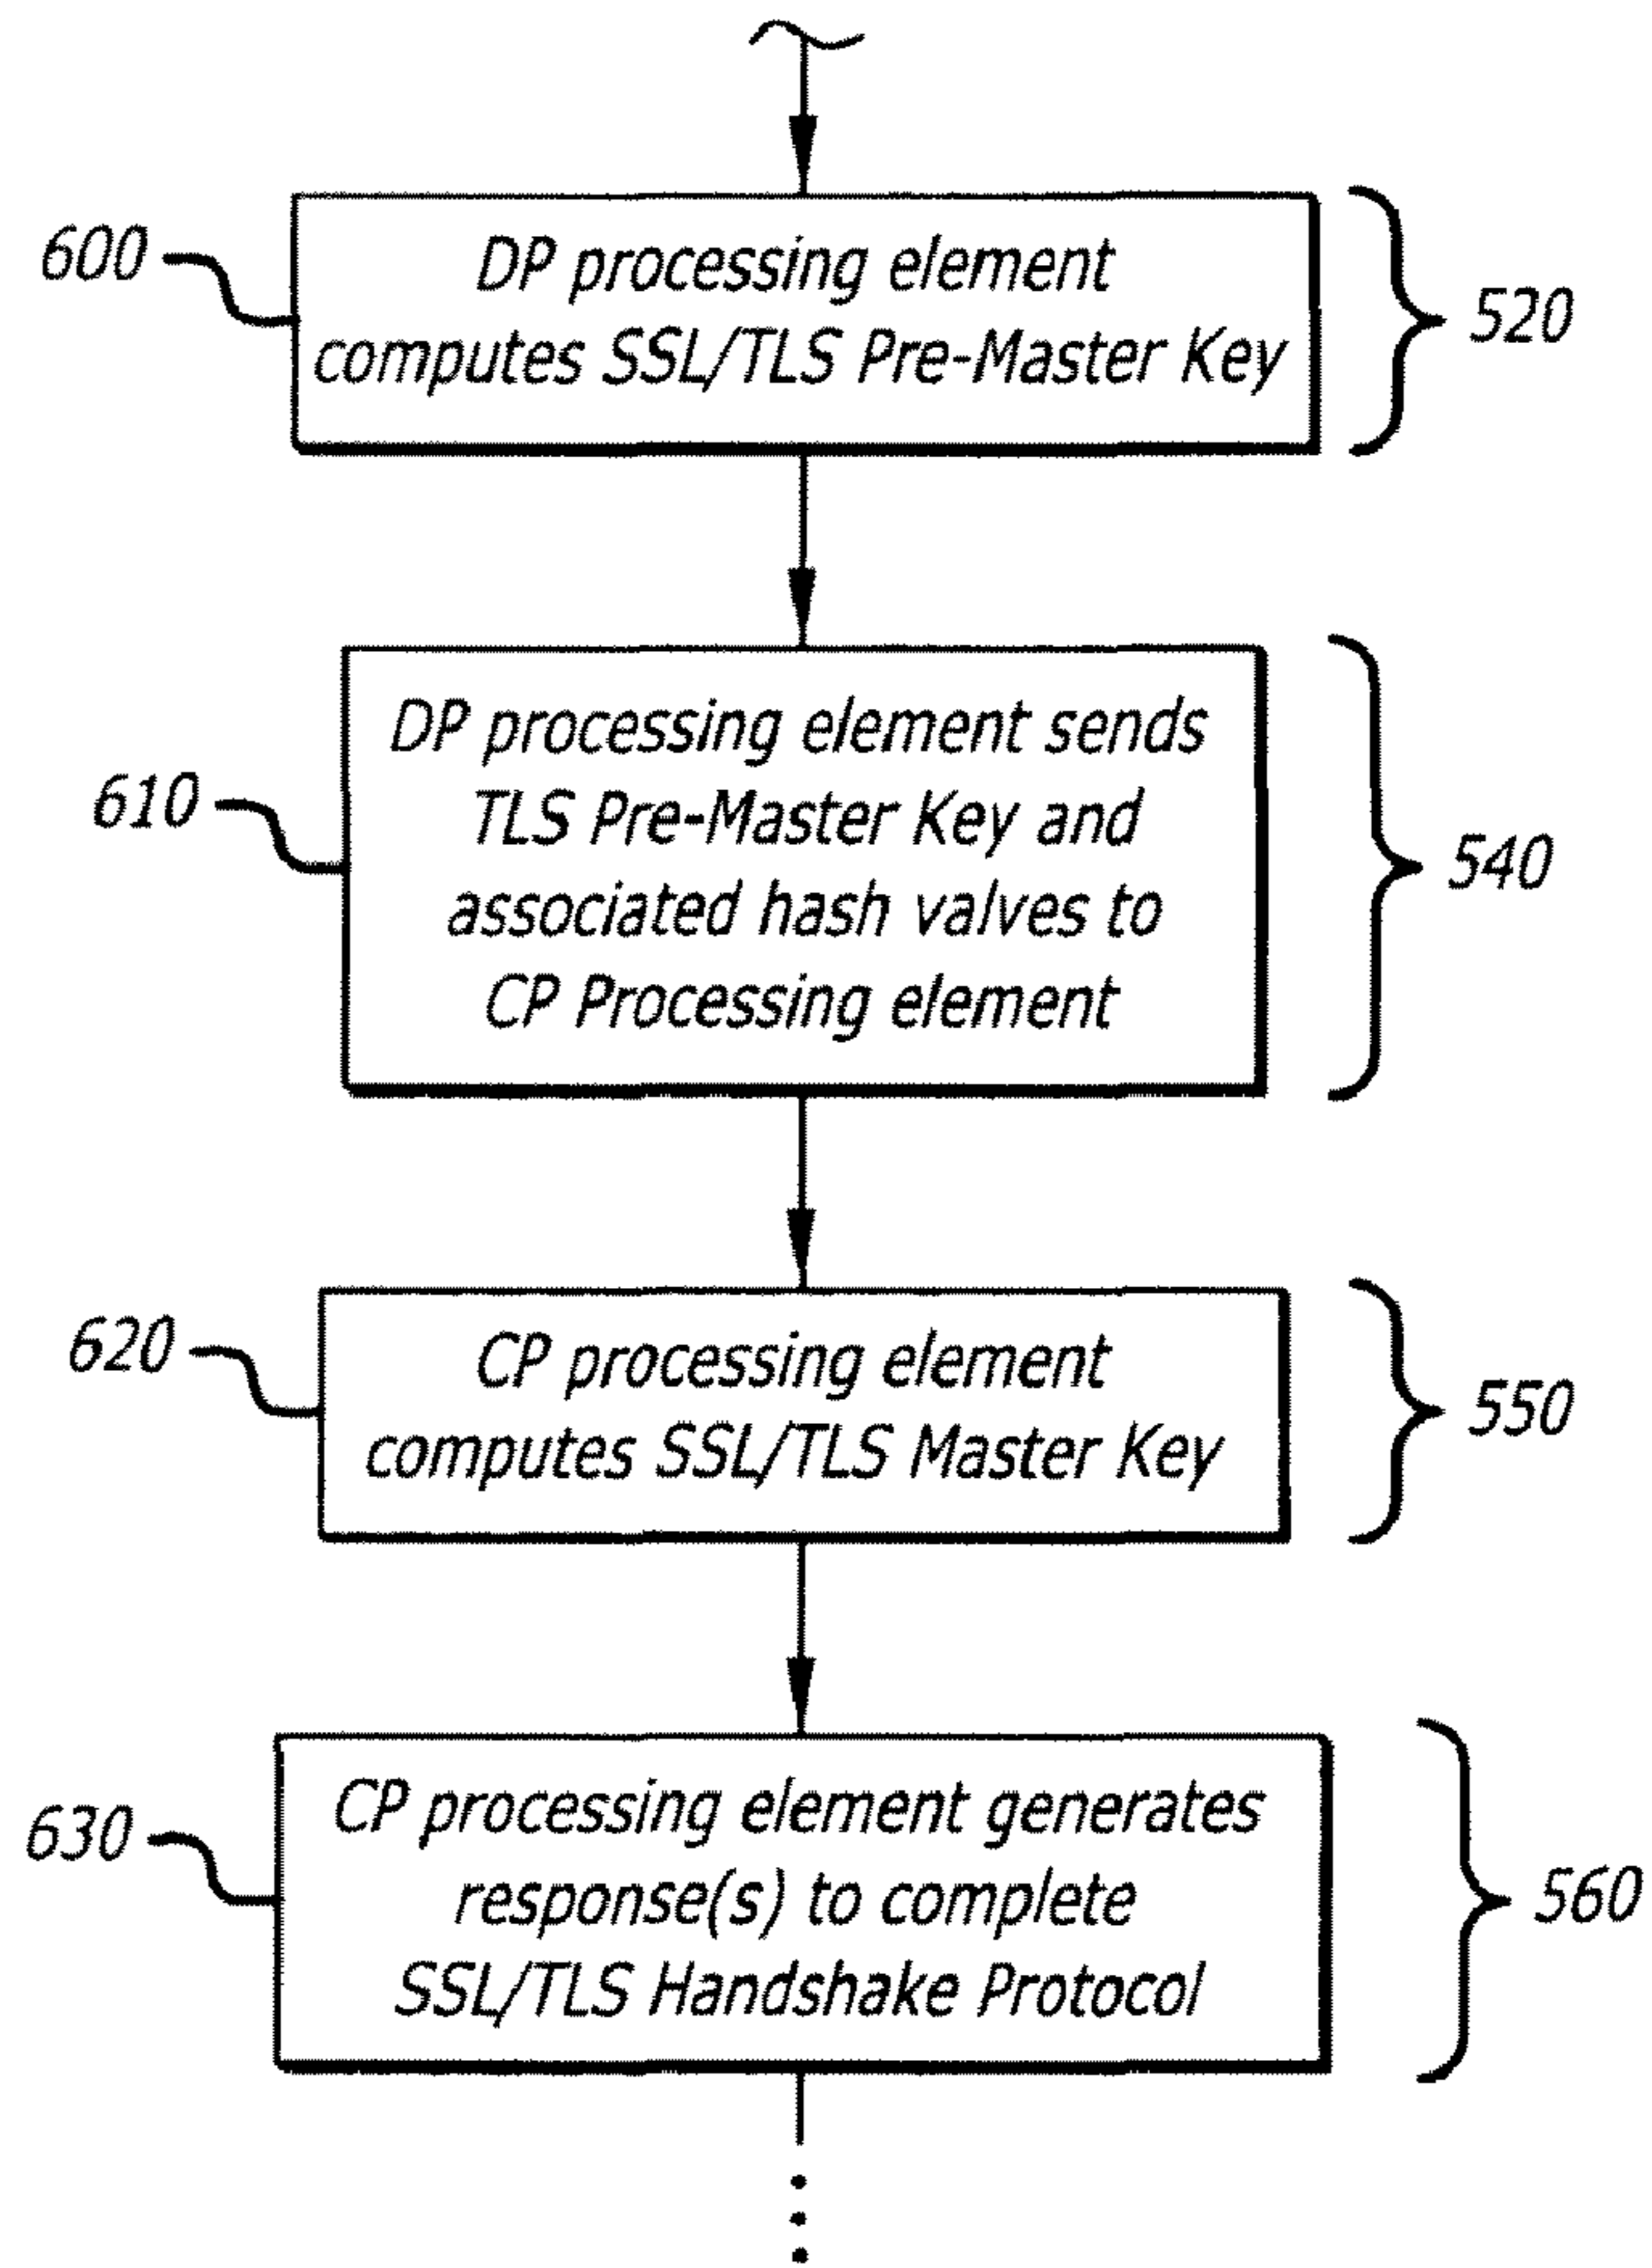 600
DP processing element
computes SSL/TLS Pre-Master Key
520
DP processing element sends
TLS Pre-Master Key and
associated hash valves to
CP Processing element
610
540
CP processing element
computes SSL/TLS Master Key
620
550
CP processing element generates
response(s) to complete
SSL/TLS Handshake Protocol
630
560